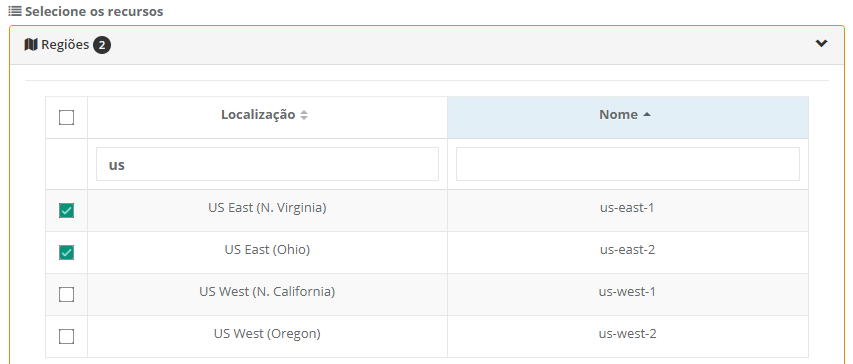 Selecione os recursos
Regiões 2
Localização Nome
us
US East (N. Virginia) us-east-1
US East (Ohio) us-east-2
US West (N. California) us-west-1
US West (Oregon) us-west-2